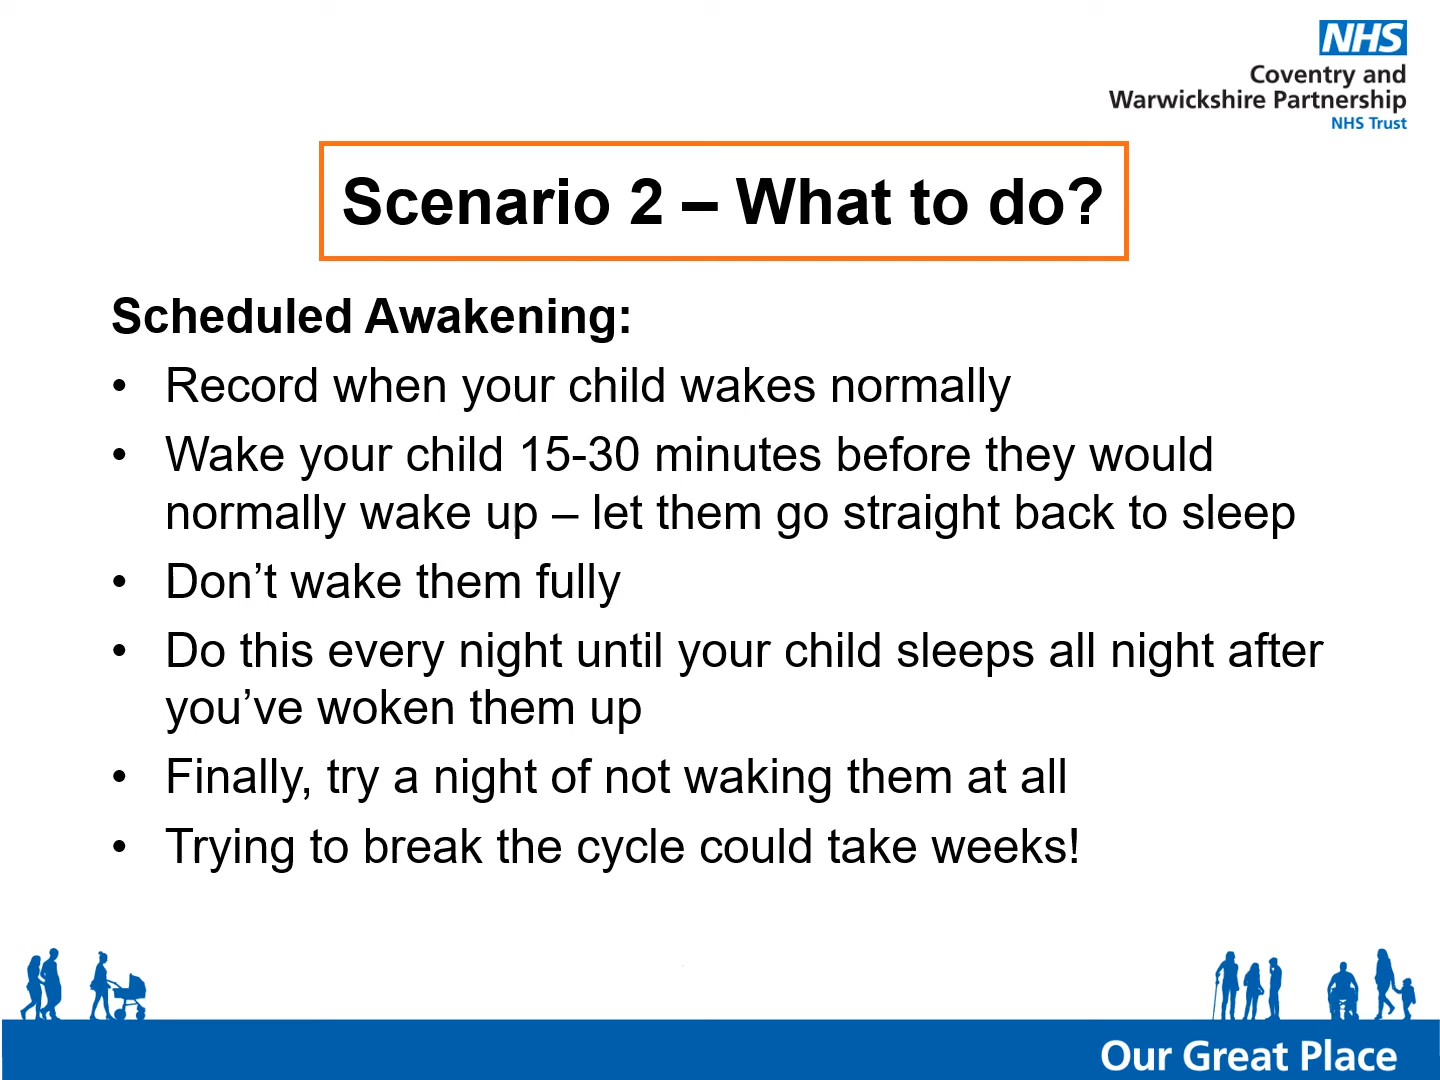 NHS
Coventry and
Warwickshire Partnership
NHS Trust
Scenario 2 – What to do?
Scheduled Awakening:
• Record when your child wakes normally
• Wake your child 15-30 minutes before they would
normally wake up – let them go straight back to sleep
• Don’t wake them fully
• Do this every night until your child sleeps all night after
you’ve woken them up
• Finally, try a night of not waking them at all
• Trying to break the cycle could take weeks!
Our Great Place